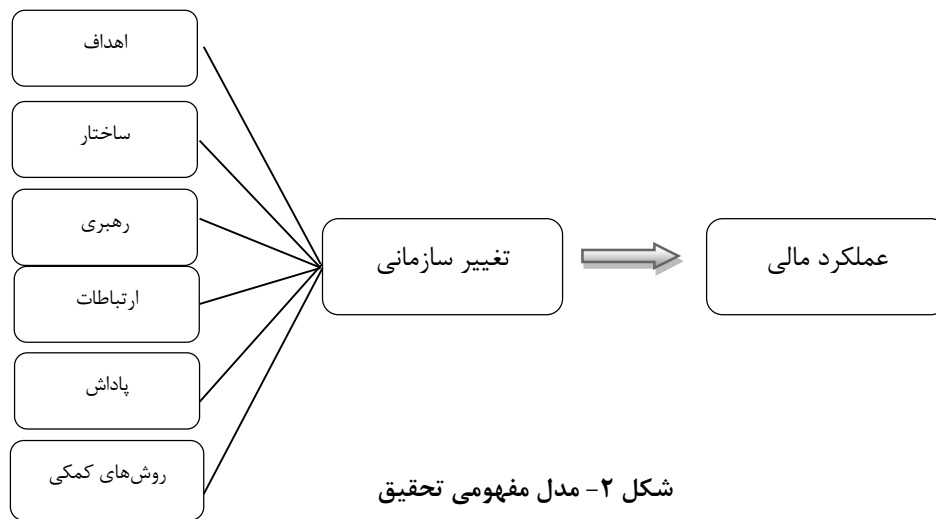 اهداف
ساختار
رهبری
ارتباطات
پاداش
روش‌های کمکی
تغییر سازمانی
عملکرد مالی
شکل ۲- مدل مفهومی تحقیق